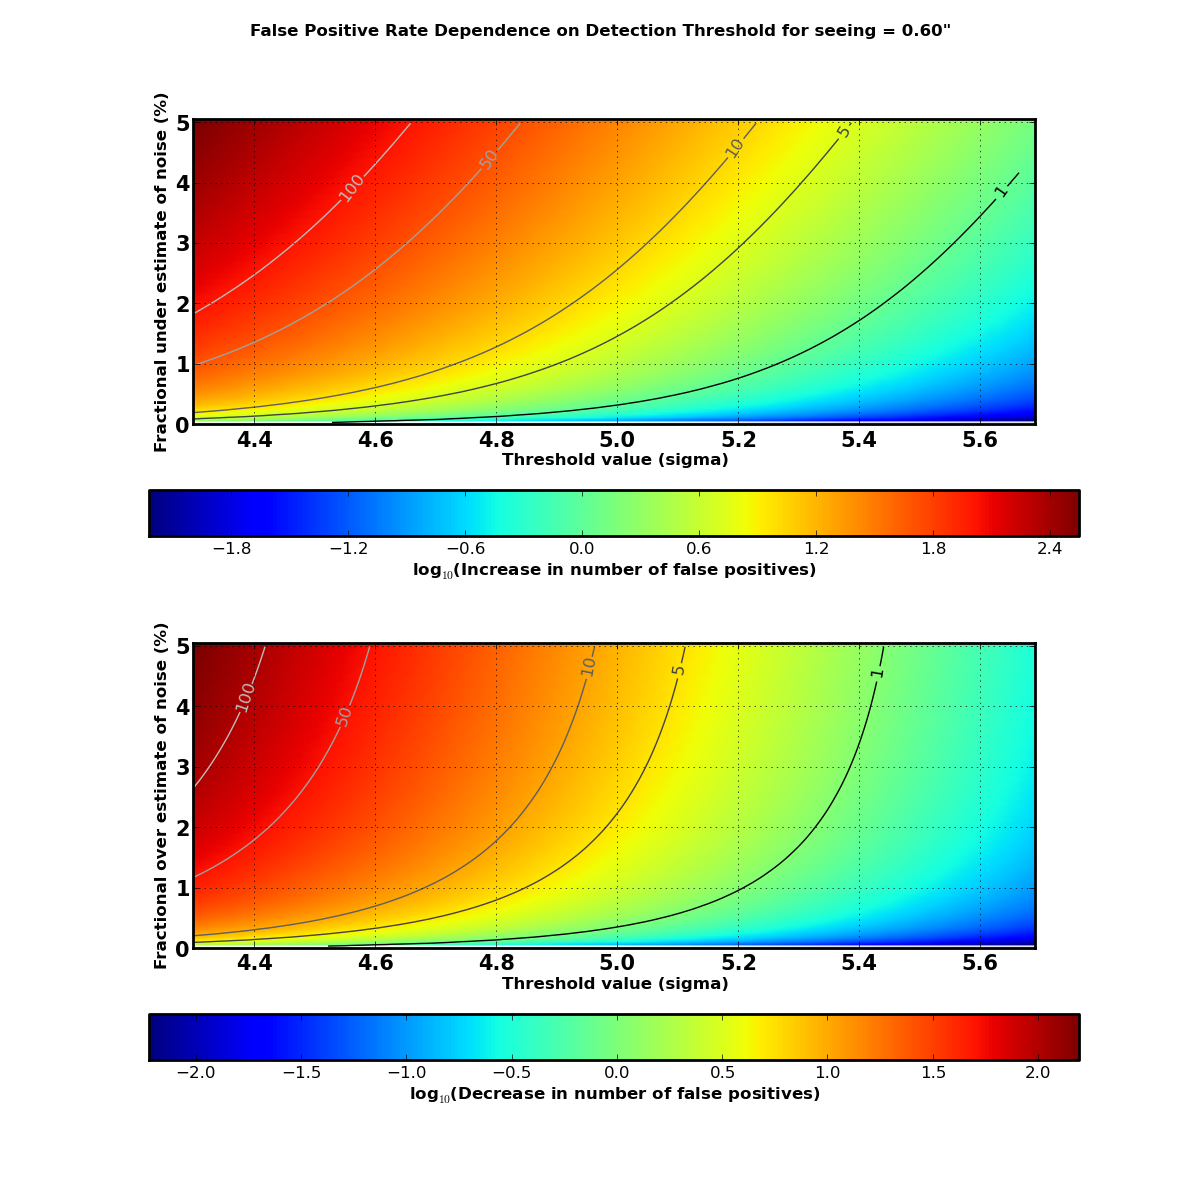 False Positive Rate Dependence on Detection Threshold for seeing = 0.60"
Fractional under estimate of noise (%)
5
4
3
2
1
0
100
50
10
5
1
4.4 4.6 4.8 5.0 5.2 5.4 5.6
Threshold value (sigma)
−1.8 −1.2 −0.6 0.0 0.6 1.2 1.8 2.4
log10(Increase in number of false positives)
Fractional over estimate of noise (%)
5
4
3
2
1
0
100
50
10
5
1
4.4 4.6 4.8 5.0 5.2 5.4 5.6
Threshold value (sigma)
−2.0 −1.5 −1.0 −0.5 0.0 0.5 1.0 1.5 2.0
log10(Decrease in number of false positives)